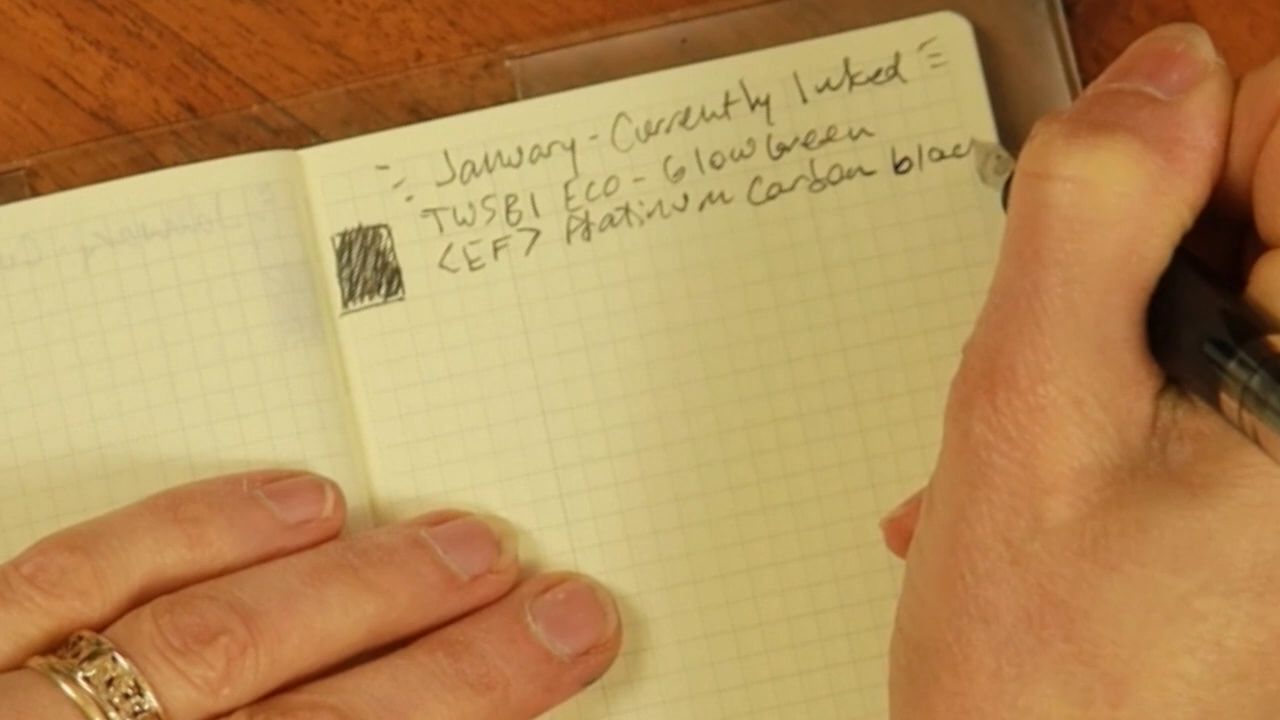 January - Currently Inked
TWSBI Eco - Glow Green
<EF> Platinum Carbon blac